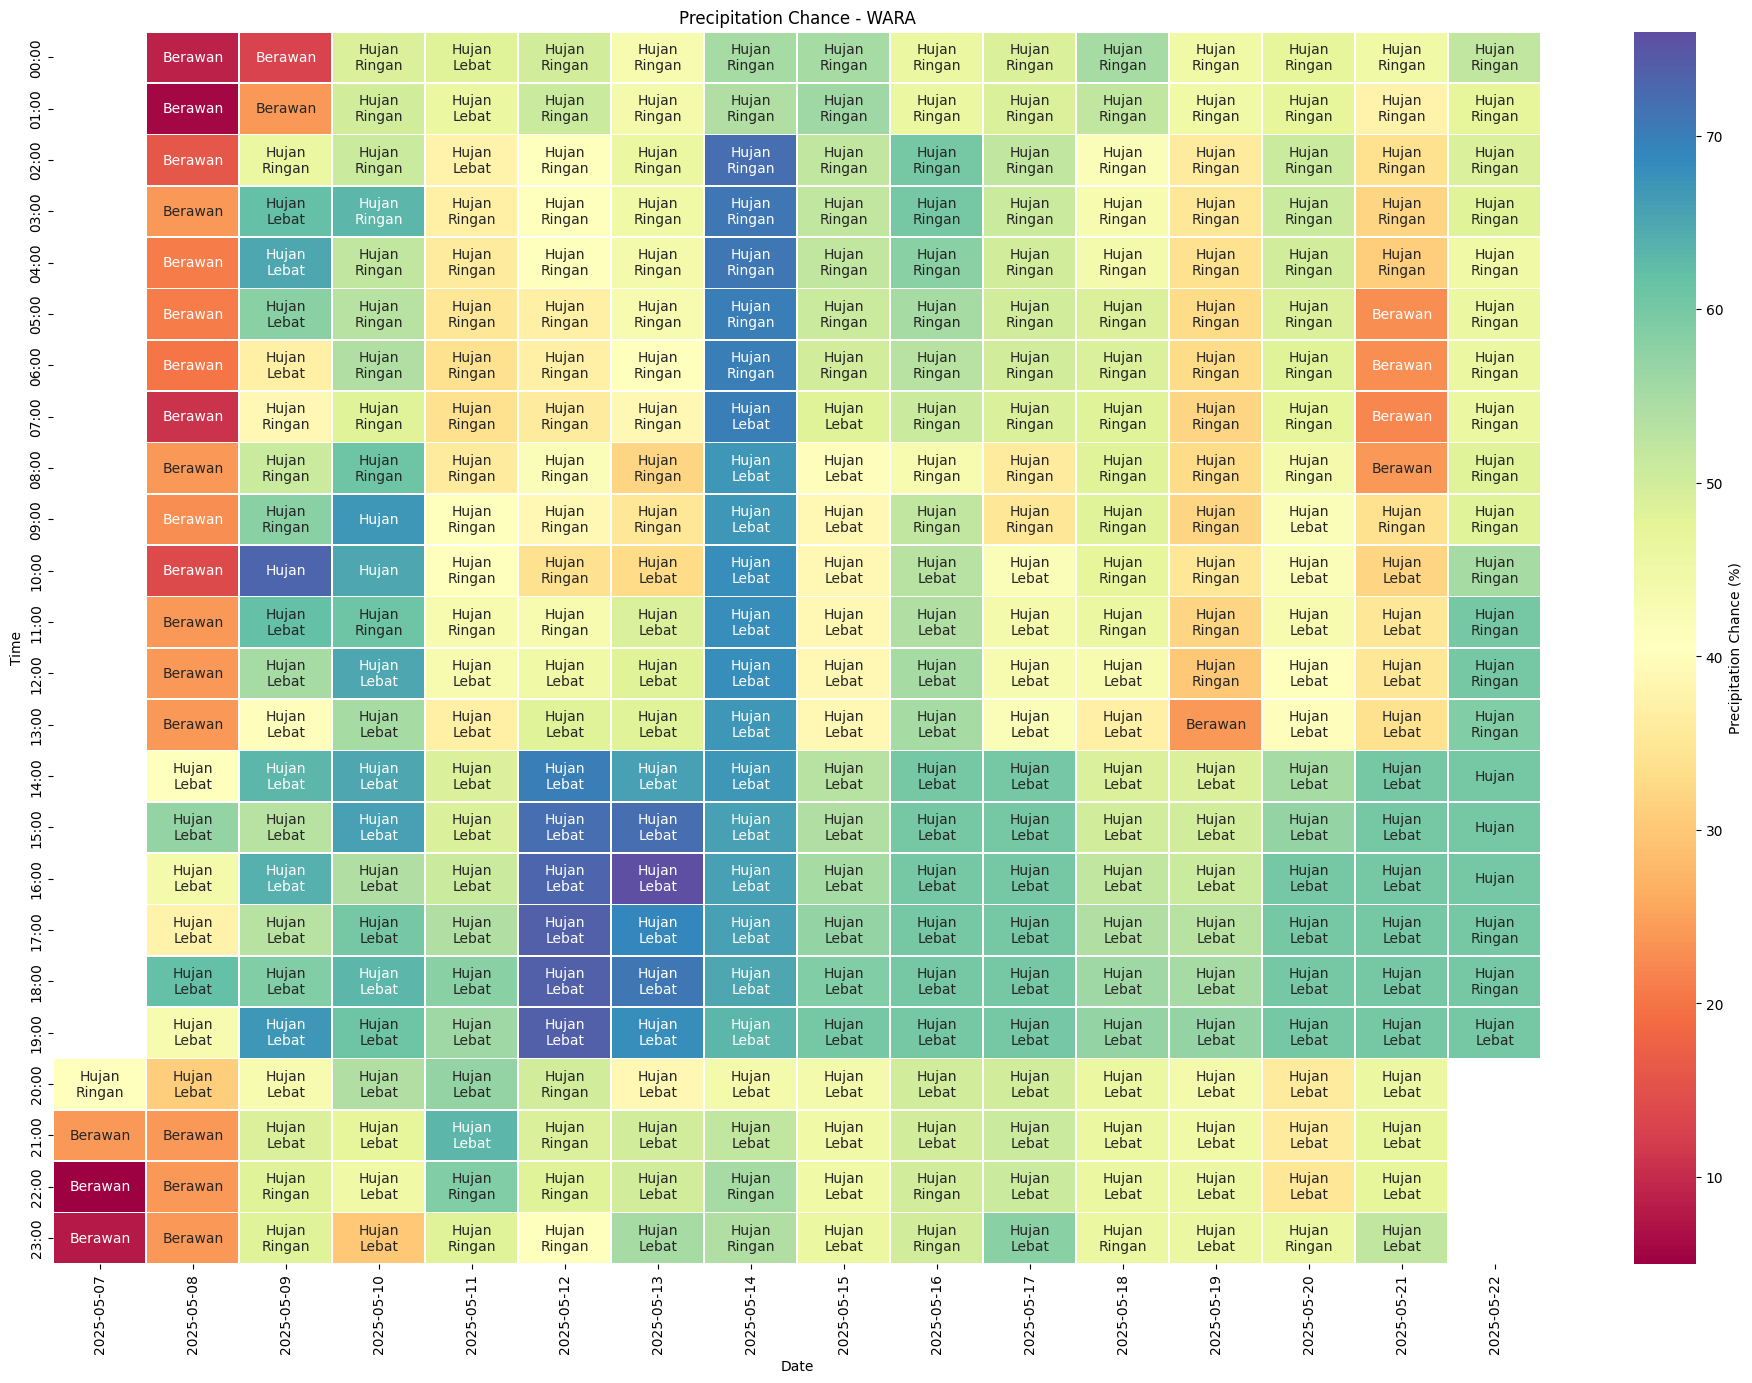 Precipitation Chance - WARA
Time
00:00 Berawan Berawan Hujan Ringan Hujan Lebat Hujan Ringan Hujan Ringan Hujan Ringan Hujan Ringan Hujan Ringan Hujan Ringan Hujan Ringan Hujan Ringan Hujan Ringan Hujan Ringan Hujan Ringan
01:00 Berawan Berawan Hujan Ringan Hujan Lebat Hujan Ringan Hujan Ringan Hujan Ringan Hujan Ringan Hujan Ringan Hujan Ringan Hujan Ringan Hujan Ringan Hujan Ringan Hujan Ringan Hujan Ringan
02:00 Berawan Hujan Ringan Hujan Ringan Hujan Lebat Hujan Ringan Hujan Ringan Hujan Ringan Hujan Ringan Hujan Ringan Hujan Ringan Hujan Ringan Hujan Ringan Hujan Ringan Hujan Ringan Hujan Ringan
03:00 Berawan Hujan Lebat Hujan Ringan Hujan Ringan Hujan Ringan Hujan Ringan Hujan Ringan Hujan Ringan Hujan Ringan Hujan Ringan Hujan Ringan Hujan Ringan Hujan Ringan Hujan Ringan Hujan Ringan
04:00 Berawan Hujan Lebat Hujan Ringan Hujan Ringan Hujan Ringan Hujan Ringan Hujan Ringan Hujan Ringan Hujan Ringan Hujan Ringan Hujan Ringan Hujan Ringan Hujan Ringan Hujan Ringan Hujan Ringan
05:00 Berawan Hujan Lebat Hujan Ringan Hujan Ringan Hujan Ringan Hujan Ringan Hujan Ringan Hujan Ringan Hujan Ringan Hujan Ringan Hujan Ringan Hujan Ringan Hujan Ringan Berawan Hujan Ringan
06:00 Berawan Hujan Lebat Hujan Ringan Hujan Ringan Hujan Ringan Hujan Ringan Hujan Ringan Hujan Ringan Hujan Ringan Hujan Ringan Hujan Ringan Hujan Ringan Hujan Ringan Berawan Hujan Ringan
07:00 Berawan Hujan Ringan Hujan Ringan Hujan Ringan Hujan Ringan Hujan Ringan Hujan Lebat Hujan Lebat Hujan Ringan Hujan Ringan Hujan Ringan Hujan Ringan Hujan Ringan Berawan Hujan Ringan
08:00 Berawan Hujan Ringan Hujan Ringan Hujan Ringan Hujan Ringan Hujan Ringan Hujan Lebat Hujan Lebat Hujan Ringan Hujan Ringan Hujan Ringan Hujan Ringan Hujan Ringan Berawan Hujan Ringan
09:00 Berawan Hujan Ringan Hujan Hujan Ringan Hujan Ringan Hujan Ringan Hujan Lebat Hujan Lebat Hujan Ringan Hujan Ringan Hujan Ringan Hujan Ringan Hujan Lebat Hujan Ringan Hujan Ringan
10:00 Berawan Hujan Hujan Hujan Ringan Hujan Ringan Hujan Lebat Hujan Lebat Hujan Lebat Hujan Lebat Hujan Lebat Hujan Ringan Hujan Ringan Hujan Lebat Hujan Lebat Hujan Ringan
11:00 Berawan Hujan Lebat Hujan Ringan Hujan Ringan Hujan Ringan Hujan Lebat Hujan Lebat Hujan Lebat Hujan Lebat Hujan Lebat Hujan Ringan Hujan Ringan Hujan Lebat Hujan Lebat Hujan Ringan
12:00 Berawan Hujan Lebat Hujan Lebat Hujan Lebat Hujan Lebat Hujan Lebat Hujan Lebat Hujan Lebat Hujan Lebat Hujan Lebat Hujan Lebat Hujan Ringan Hujan Lebat Hujan Lebat Hujan Ringan
13:00 Berawan Hujan Lebat Hujan Lebat Hujan Lebat Hujan Lebat Hujan Lebat Hujan Lebat Hujan Lebat Hujan Lebat Hujan Lebat Hujan Lebat Berawan Hujan Lebat Hujan Lebat Hujan Ringan
14:00 Hujan Lebat Hujan Lebat Hujan Lebat Hujan Lebat Hujan Lebat Hujan Lebat Hujan Lebat Hujan Lebat Hujan Lebat Hujan Lebat Hujan Lebat Hujan Lebat Hujan Lebat Hujan Lebat Hujan
15:00 Hujan Lebat Hujan Lebat Hujan Lebat Hujan Lebat Hujan Lebat Hujan Lebat Hujan Lebat Hujan Lebat Hujan Lebat Hujan Lebat Hujan Lebat Hujan Lebat Hujan Lebat Hujan Lebat Hujan
16:00 Hujan Lebat Hujan Lebat Hujan Lebat Hujan Lebat Hujan Lebat Hujan Lebat Hujan Lebat Hujan Lebat Hujan Lebat Hujan Lebat Hujan Lebat Hujan Lebat Hujan Lebat Hujan Lebat Hujan
17:00 Hujan Lebat Hujan Lebat Hujan Lebat Hujan Lebat Hujan Lebat Hujan Lebat Hujan Lebat Hujan Lebat Hujan Lebat Hujan Lebat Hujan Lebat Hujan Lebat Hujan Lebat Hujan Lebat Hujan Ringan
18:00 Hujan Lebat Hujan Lebat Hujan Lebat Hujan Lebat Hujan Lebat Hujan Lebat Hujan Lebat Hujan Lebat Hujan Lebat Hujan Lebat Hujan Lebat Hujan Lebat Hujan Lebat Hujan Lebat Hujan Ringan
19:00 Hujan Lebat Hujan Lebat Hujan Lebat Hujan Lebat Hujan Lebat Hujan Lebat Hujan Lebat Hujan Lebat Hujan Lebat Hujan Lebat Hujan Lebat Hujan Lebat Hujan Lebat Hujan Lebat Hujan Lebat
20:00 Hujan Ringan Hujan Lebat Hujan Lebat Hujan Lebat Hujan Lebat Hujan Ringan Hujan Lebat Hujan Lebat Hujan Lebat Hujan Lebat Hujan Lebat Hujan Lebat Hujan Lebat Hujan Lebat Hujan Lebat
21:00 Berawan Berawan Hujan Lebat Hujan Lebat Hujan Lebat Hujan Ringan Hujan Lebat Hujan Lebat Hujan Lebat Hujan Lebat Hujan Lebat Hujan Lebat Hujan Lebat Hujan Lebat Hujan Lebat
22:00 Berawan Berawan Hujan Ringan Hujan Lebat Hujan Ringan Hujan Ringan Hujan Lebat Hujan Ringan Hujan Lebat Hujan Ringan Hujan Lebat Hujan Lebat Hujan Lebat Hujan Lebat Hujan Lebat
23:00 Berawan Berawan Hujan Ringan Hujan Lebat Hujan Ringan Hujan Ringan Hujan Lebat Hujan Ringan Hujan Lebat Hujan Ringan Hujan Lebat Hujan Ringan Hujan Lebat Hujan Ringan Hujan Lebat
2025-05-07 2025-05-08 2025-05-09 2025-05-10 2025-05-11 2025-05-12 2025-05-13 2025-05-14 2025-05-15 2025-05-16 2025-05-17 2025-05-18 2025-05-19 2025-05-20 2025-05-21 2025-05-22
Date
70
60
50
40
30
20
10
Precipitation Chance (%)